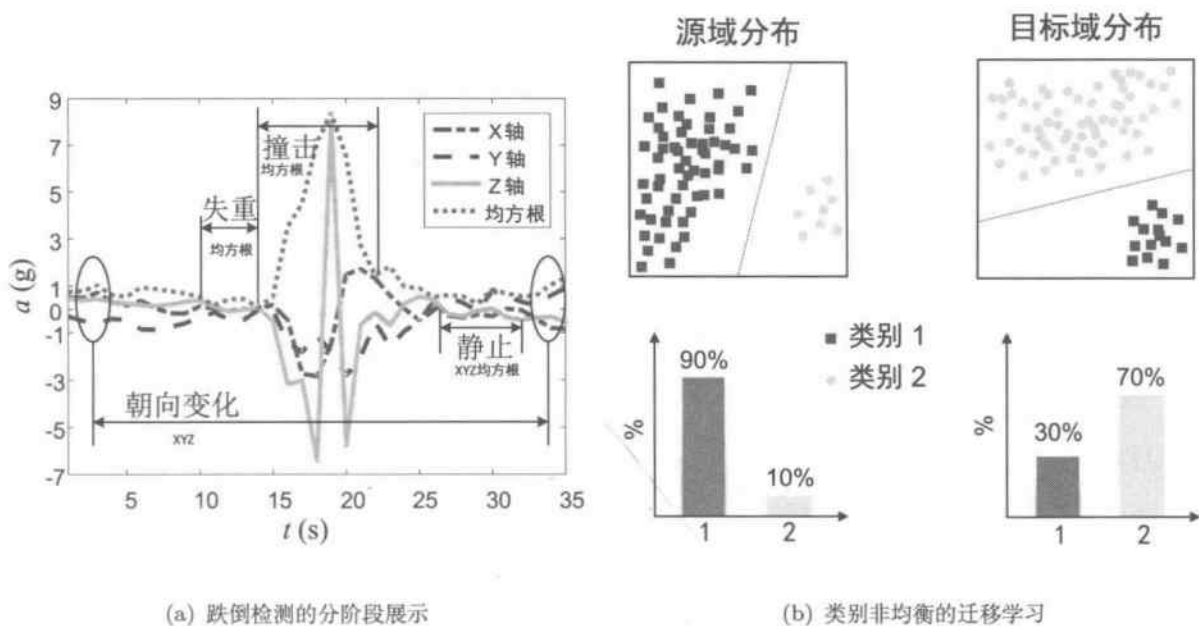 9
7
5
3
1
0
-1
-3
-5
-7
a (g)
5
10
15
20
25
30
35
t (s)
X轴
Y轴
Z轴
均方根
撞击
均方根
失重
均方根
静止
XYZ均方根
朝向变化
XYZ
(a) 跌倒检测的分阶段展示
源域分布
目标域分布
类别 1
类别 2
%
90%
10%
1
2
%
30%
70%
1
2
(b) 类别非均衡的迁移学习